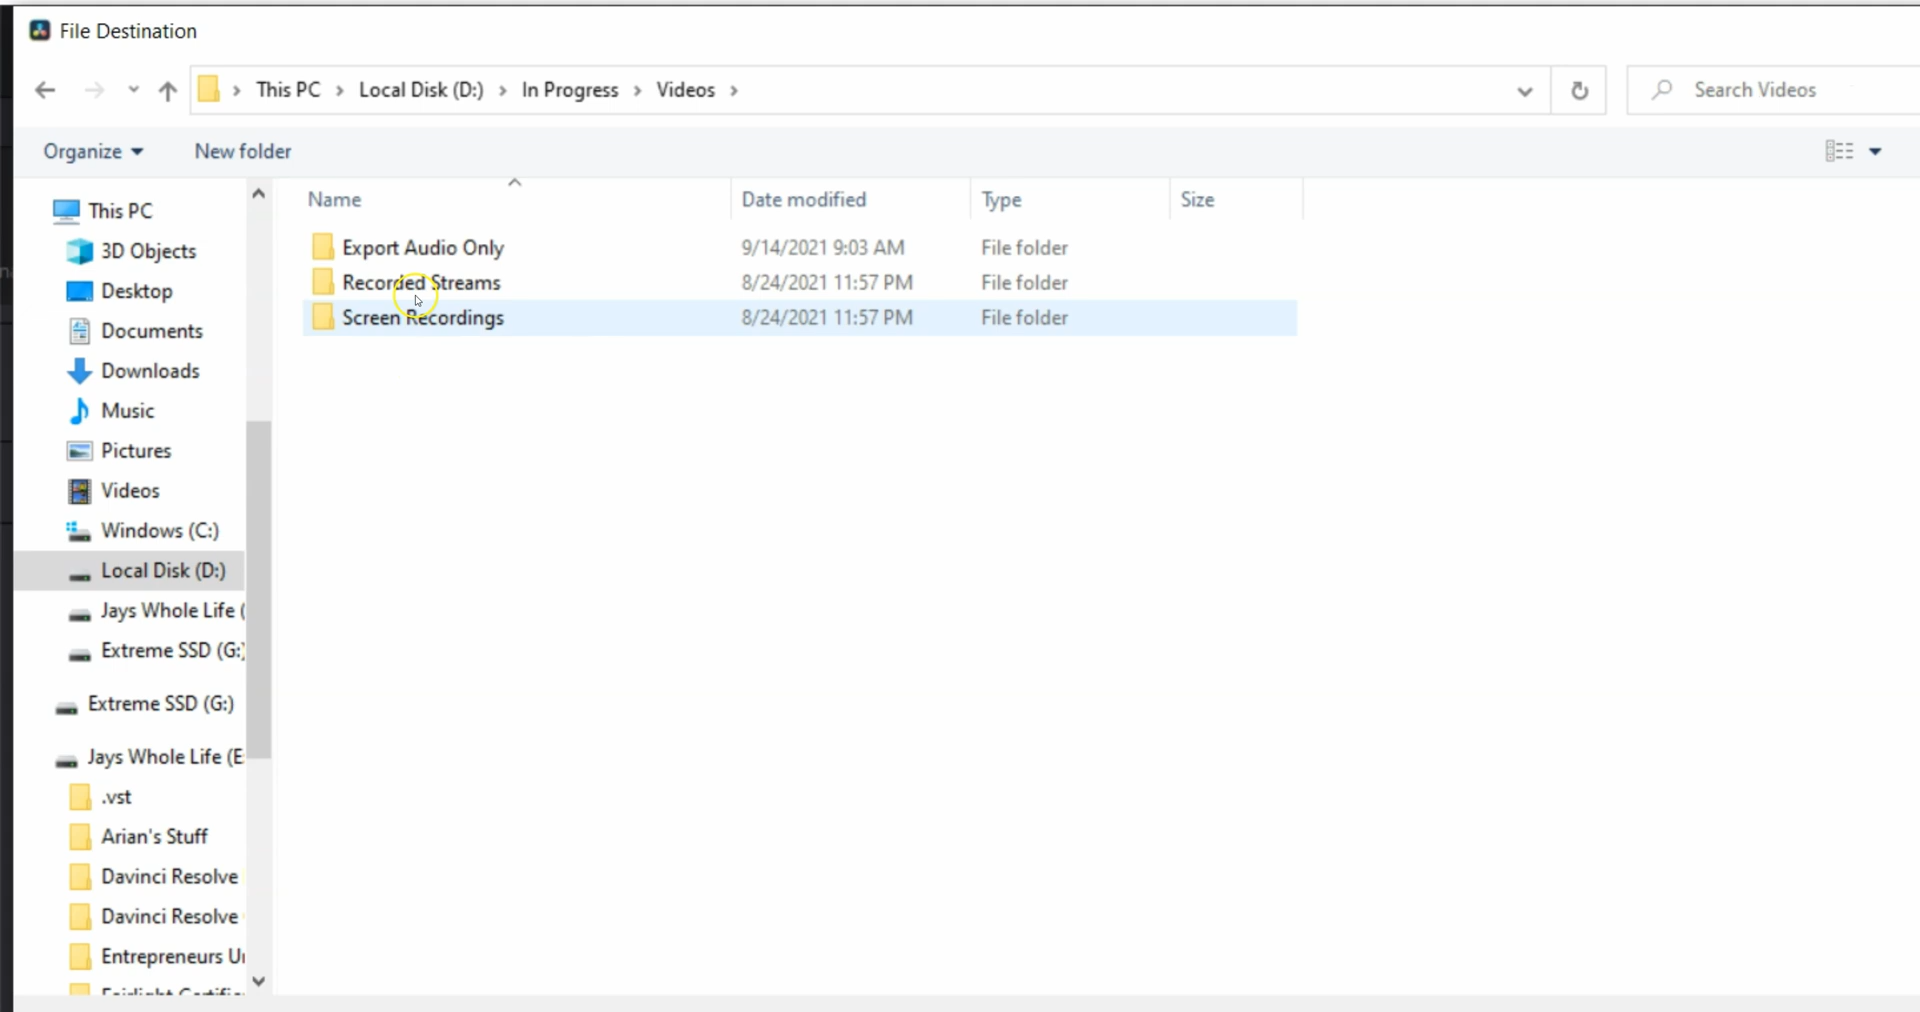 File Destination
This PC > Local Disk (D:) > In Progress > Videos >
Search Videos
Organize
New folder
Name
Date modified
Type
Size
Export Audio Only
9/14/2021 9:03 AM
File folder
Recorded Streams
8/24/2021 11:57 PM
File folder
Screen Recordings
8/24/2021 11:57 PM
File folder
This PC
3D Objects
Desktop
Documents
Downloads
Music
Pictures
Videos
Windows (C:)
Local Disk (D:)
Jays Whole Life (
Extreme SSD (G:)
Extreme SSD (G:)
Jays Whole Life (E:
.vst
Arian's Stuff
Davinci Resolve
Davinci Resolve
Entrepreneurs